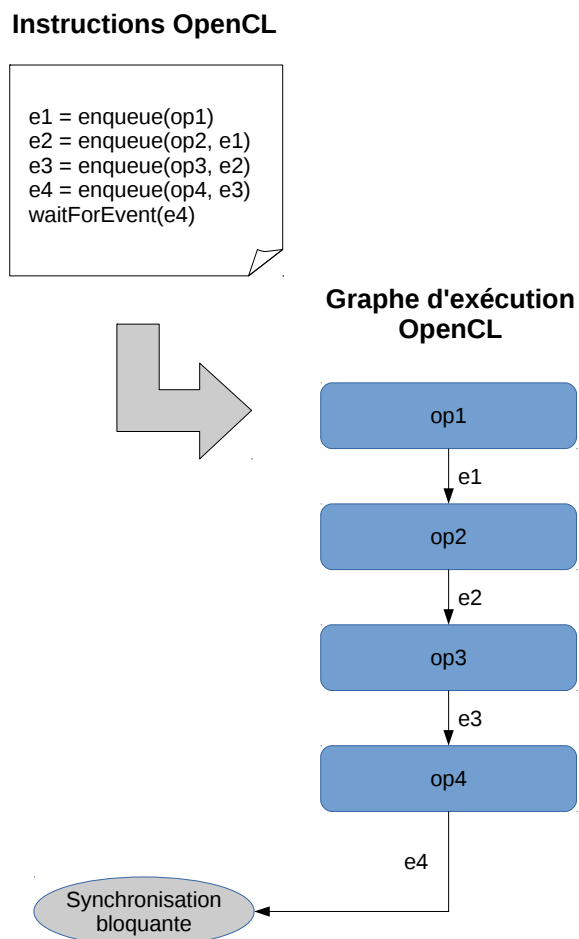 Instructions OpenCL
e1 = enqueue(op1)
e2 = enqueue(op2, e1)
e3 = enqueue(op3, e2)
e4 = enqueue(op4, e3)
waitForEvent(e4)
Graphe d'exécution
OpenCL
op1
e1
op2
e2
op3
e3
op4
e4
Synchronisation
bloquante